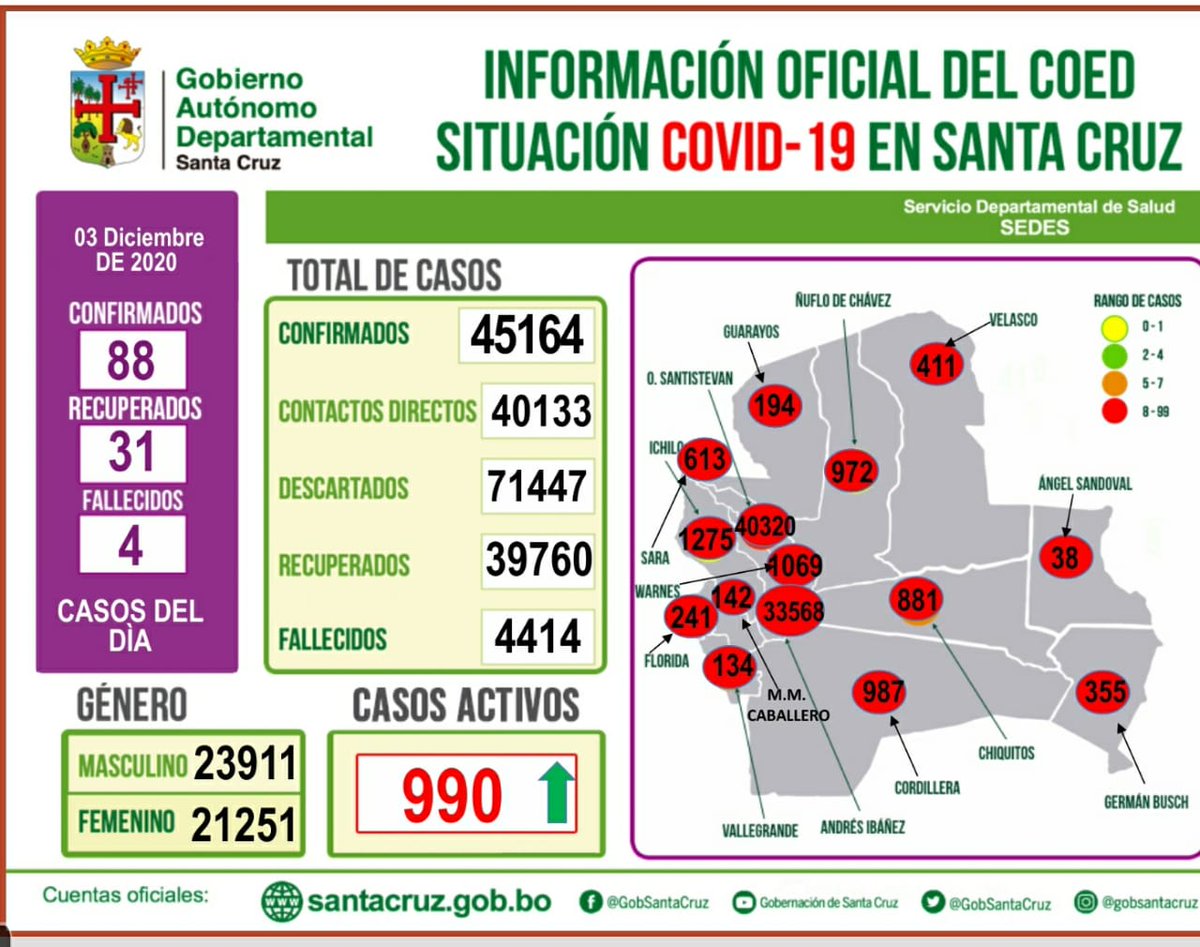 Gobierno
Autónomo
Departamental
Santa Cruz
INFORMACIÓN OFICIAL DEL COED
SITUACIÓN COVID-19 EN SANTA CRUZ
Servicio Departamental de Salud
SEDES
03 Diciembre
DE 2020
CONFIRMADOS
88
RECUPERADOS
31
FALLECIDOS
4
CASOS DEL
DÌA
TOTAL DE CASOS
CONFIRMADOS 45164
CONTACTOS DIRECTOS 40133
DESCARTADOS 71447
RECUPERADOS 39760
FALLECIDOS 4414
GÉNERO
MASCULINO 23911
FEMENINO 21251
CASOS ACTIVOS
990
RANGO DE CASOS
0 - 1
2 - 4
5 - 7
8 - 99
ÑUFLO DE CHÁVEZ
VELASCO
GUARAYOS
411
O. SANTISTEVAN
194
ICHILO
613
972
ÁNGEL SANDOVAL
40320
1275
SARA
38
1069
WARNES
142
881
241
33568
FLORIDA
134
987
355
M.M.
CABALLERO
CHIQUITOS
CORDILLERA
GERMÁN BUSCH
VALLEGRANDE
ANDRÉS IBÁÑEZ
Cuentas oficiales:
www
santacruz.gob.bo
@GobSantaCruz
Gobernación de Santa Cruz
@GobSantaCruz
@gobsantacruz